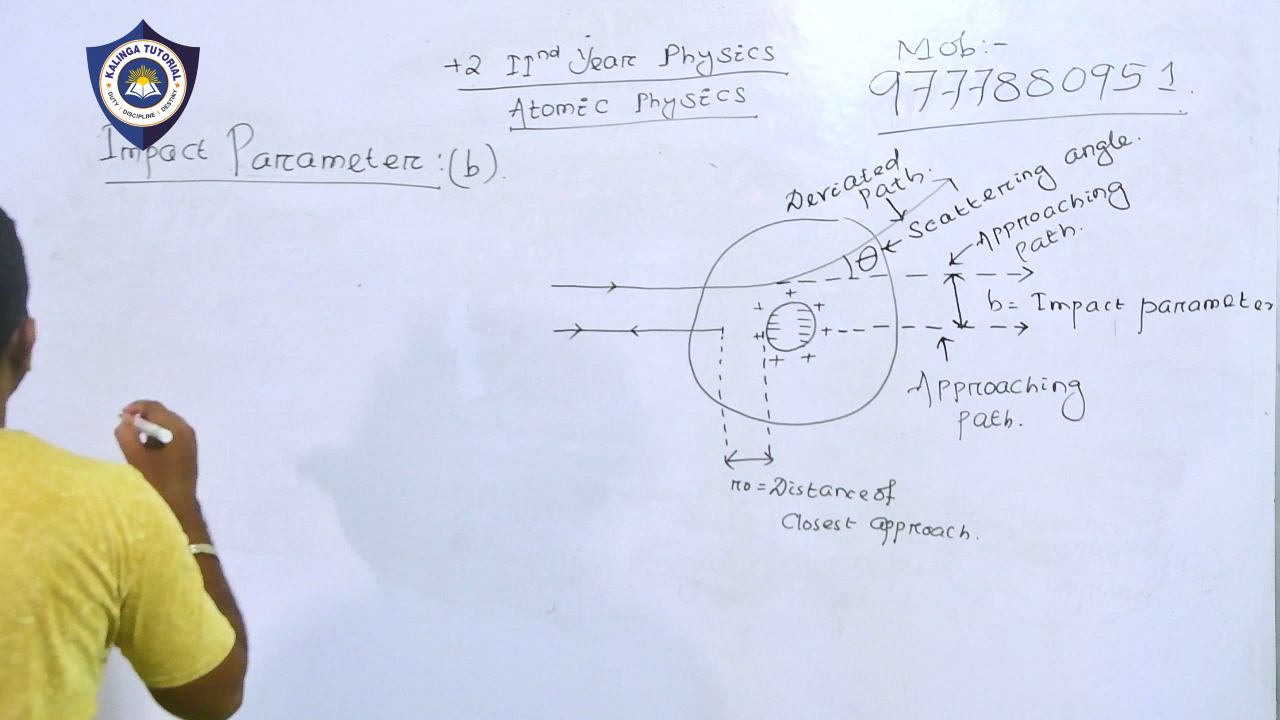 KALINGA TUTORIAL
DUTY | DISCIPLINE | DESTINY
+2 IInd Year Physics
Atomic Physics
Mob:-
9777880951.
Impact Parameter:(b).
Deviated
path.
Scattering angle.
Approaching
path.
θ
b= Impact parameter
Approaching
path.
r0 = Distance of
Closest approach.